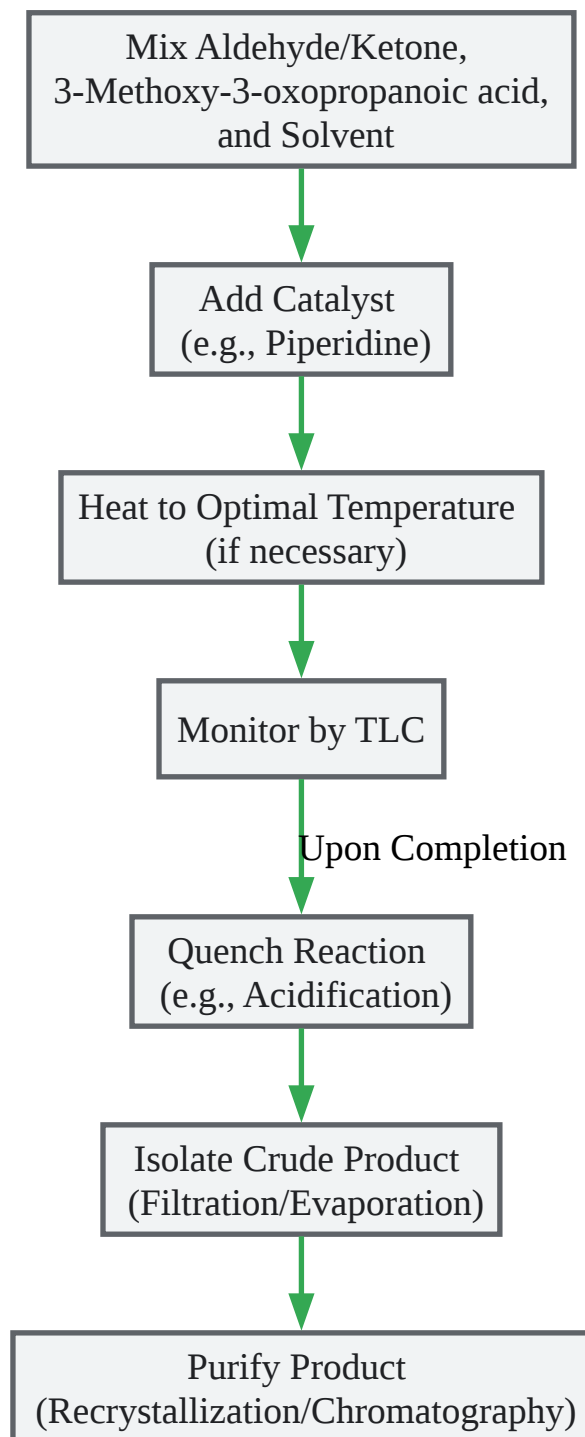 Mix Aldehyde/Ketone,
3-Methoxy-3-oxopropanoic acid,
and Solvent
Add Catalyst
(e.g., Piperidine)
Heat to Optimal Temperature
(if necessary)
Monitor by TLC
Upon Completion
Quench Reaction
(e.g., Acidification)
Isolate Crude Product
(Filtration/Evaporation)
Purify Product
(Recrystallization/Chromatography)